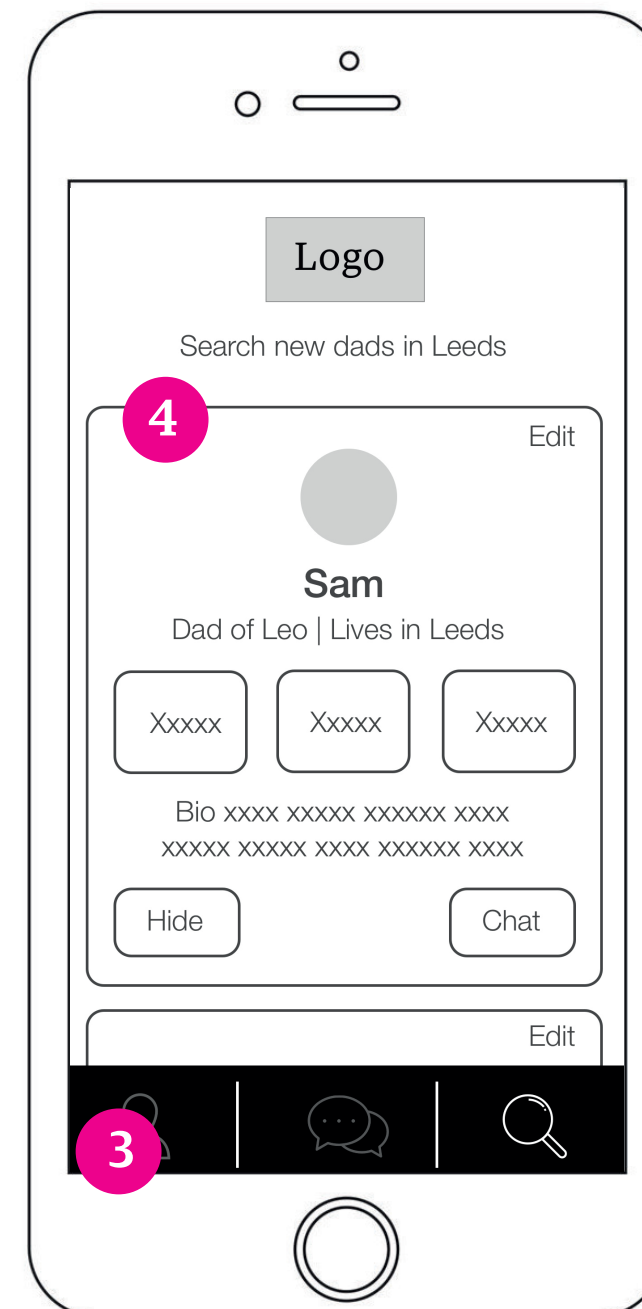 Logo
Search new dads in Leeds
4
Edit
Sam
Dad of Leo | Lives in Leeds
Xxxxx Xxxxx Xxxxx
Bio xxxx xxxxx xxxxxx xxxx
xxxxx xxxxx xxxx xxxxxx xxxx
Hide Chat
Edit
3